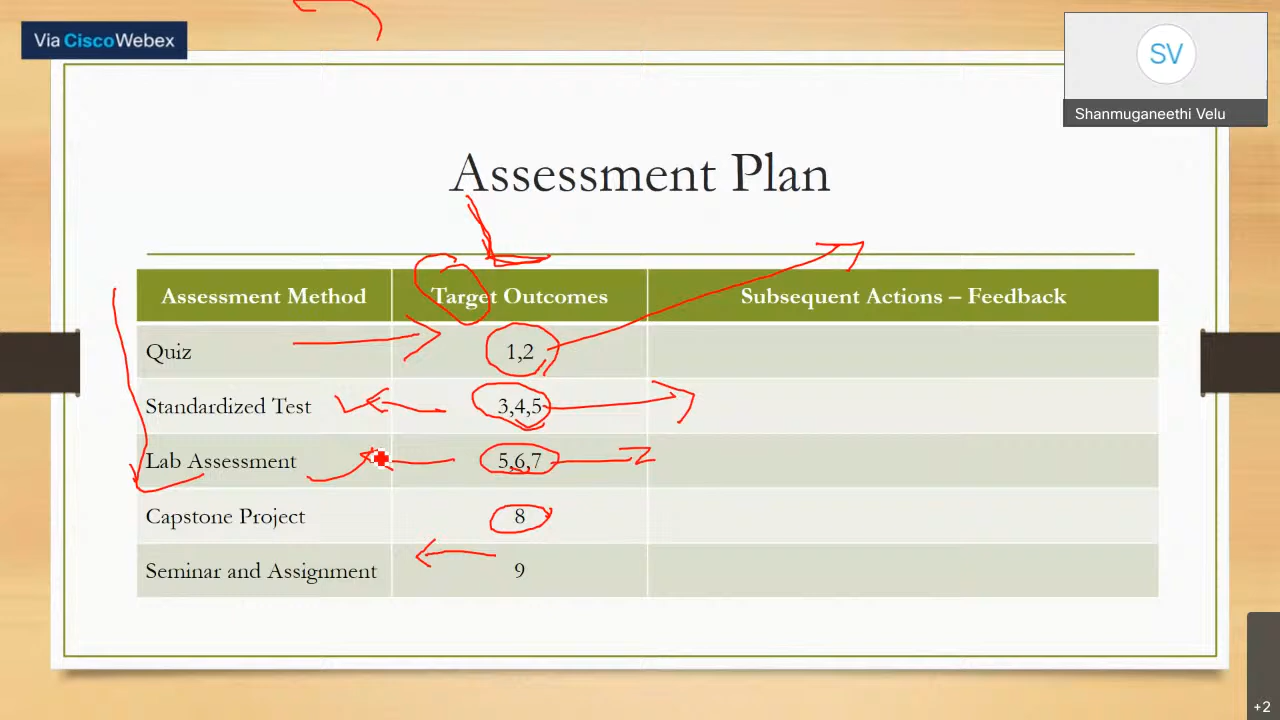 Via CiscoWebex
SV
Shanmuganeethi Velu
Assessment Plan
Assessment Method Target Outcomes Subsequent Actions – Feedback
Quiz 1,2
Standardized Test 3,4,5
Lab Assessment 5,6,7
Capstone Project 8
Seminar and Assignment 9
+2